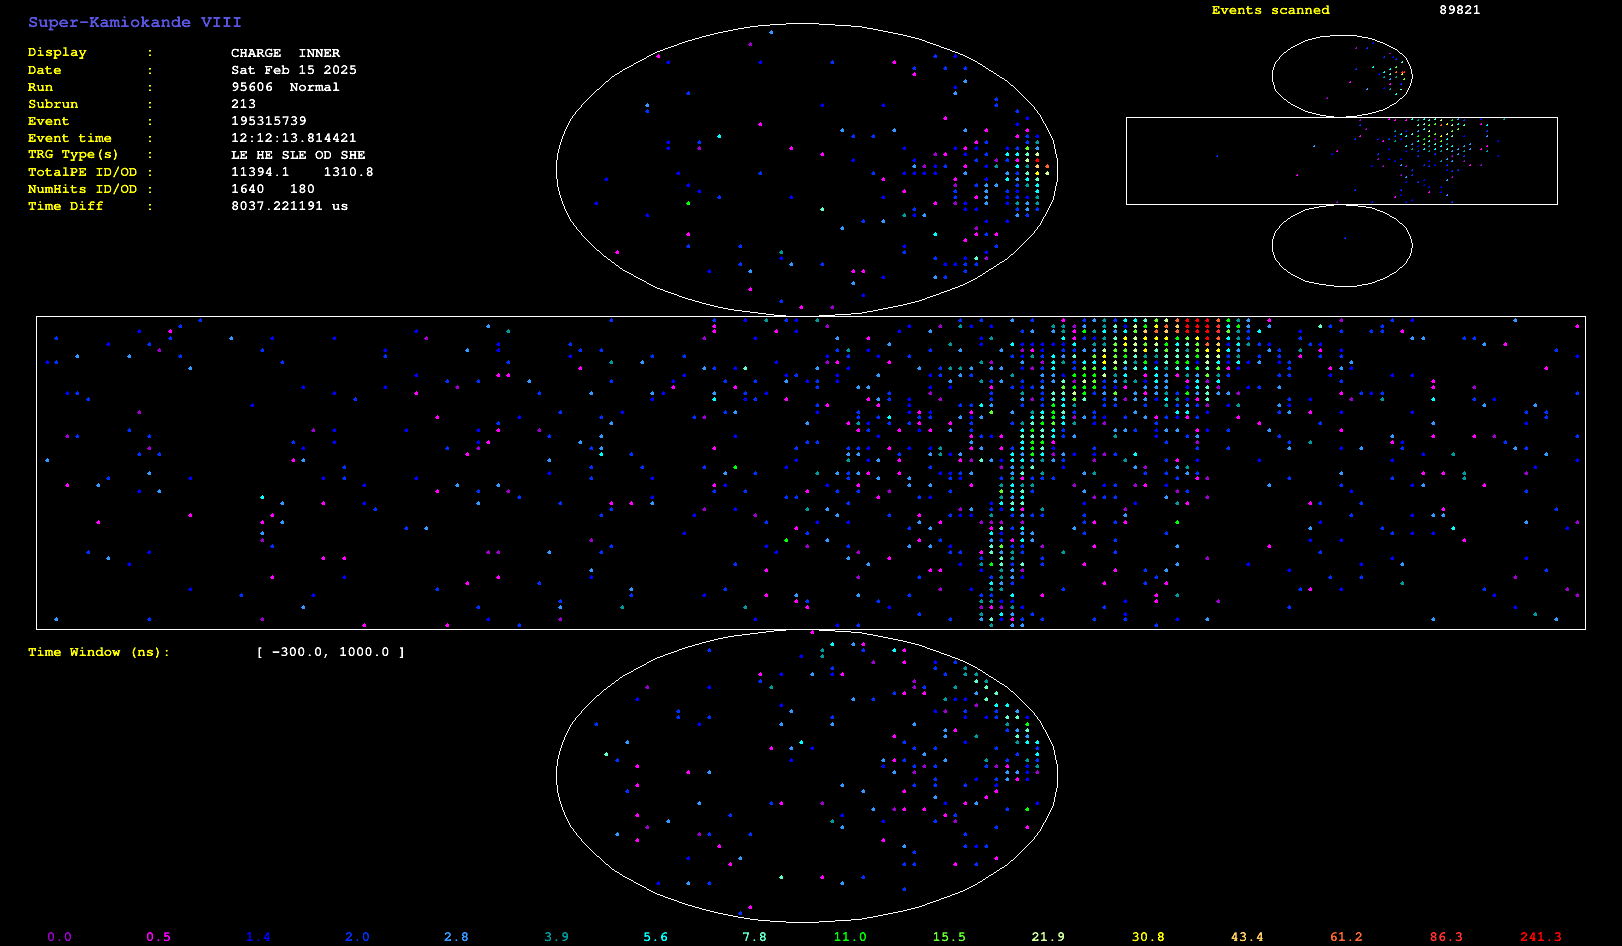 Super-Kamiokande VIII
Display : CHARGE INNER
Date : Sat Feb 15 2025
Run : 95606 Normal
Subrun : 213
Event : 195315739
Event time : 12:12:13.814421
TRG Type(s) : LE HE SLE OD SHE
TotalPE ID/OD : 11394.1 1310.8
NumHits ID/OD : 1640 180
Time Diff : 8037.221191 us
Events scanned 89821
Time Window (ns): [ -300.0, 1000.0 ]
0.0 0.5 1.4 2.0 2.8 3.9 5.6 7.8 11.0 15.5 21.9 30.8 43.4 61.2 86.3 241.3